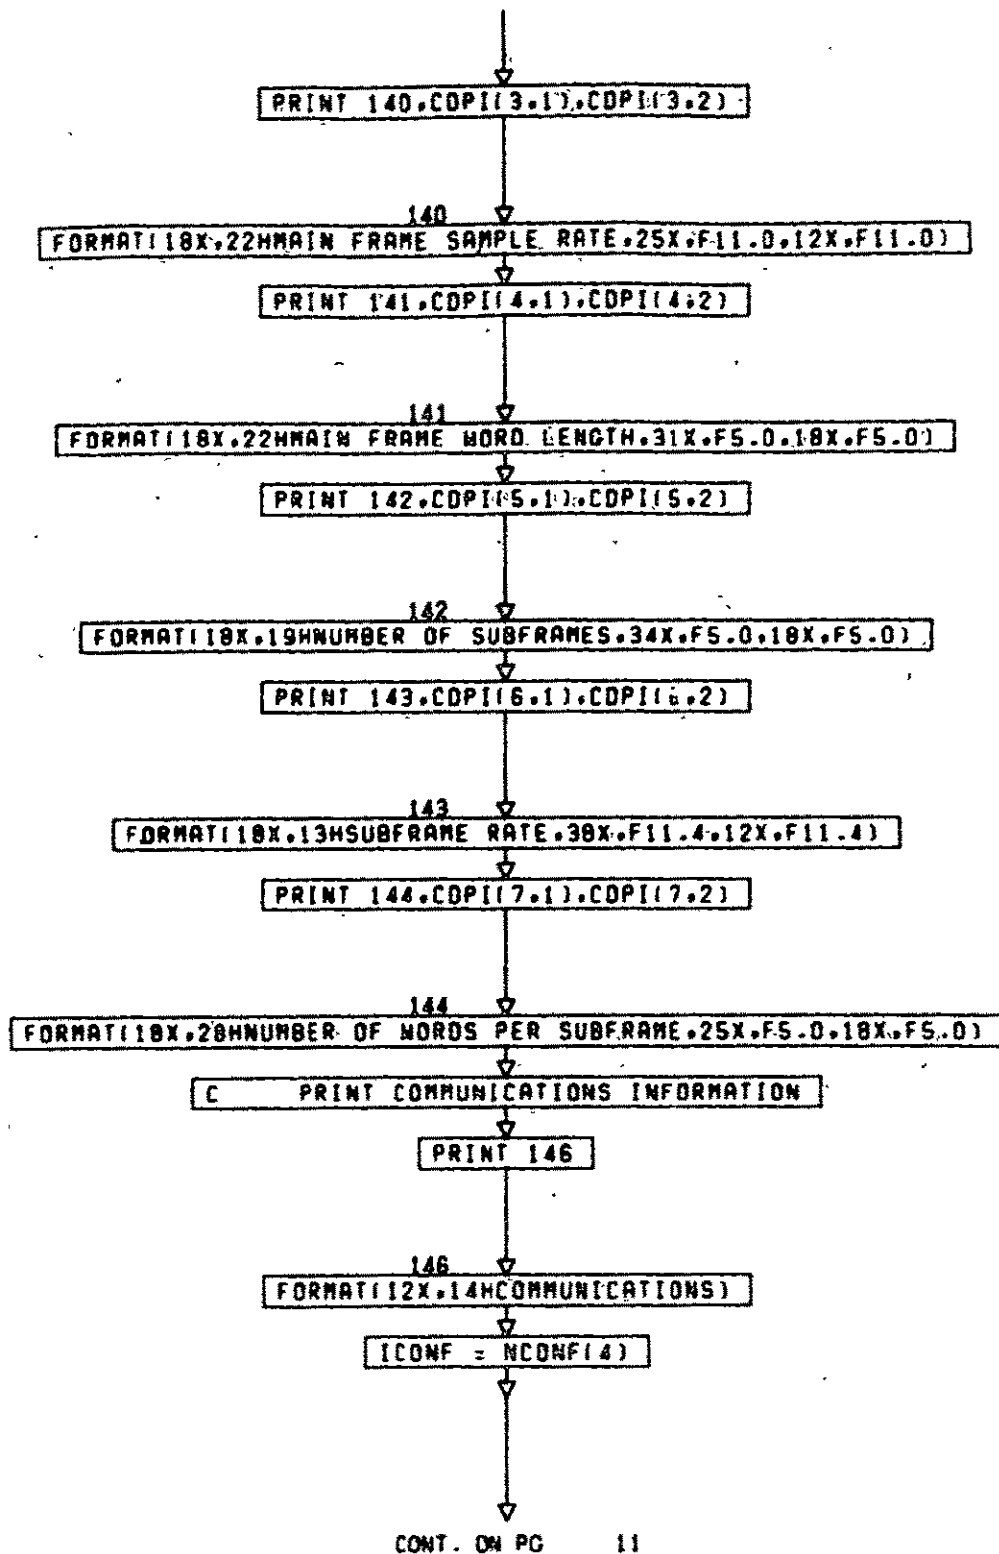 PRINT 140,CDPI(3,1),CDPI(3,2)
140
FORMAT(18X,22HMAIN FRAME SAMPLE RATE,25X,F11.0,12X,F11.0)
PRINT 141,CDPI(4,1),CDPI(4,2)
141
FORMAT(18X,22HMAIN FRAME WORD LENGTH,31X,F5.0,18X,F5.0)
PRINT 142,CDPI(5,1),CDPI(5,2)
142
FORMAT(18X,19HNUMBER OF SUBFRAMES,34X,F5.0,18X,F5.0)
PRINT 143,CDPI(6,1),CDPI(6,2)
143
FORMAT(18X,13HSUBFRAME RATE,38X,F11.4,12X,F11.4)
PRINT 144,CDPI(7,1),CDPI(7,2)
144
FORMAT(18X,28HNUMBER OF WORDS PER SUBFRAME,25X,F5.0,18X,F5.0)
C PRINT COMMUNICATIONS INFORMATION
PRINT 146
146
FORMAT(12X,14HCOMMUNICATIONS)
ICONF = NCONF(4)
CONT. ON PG 11